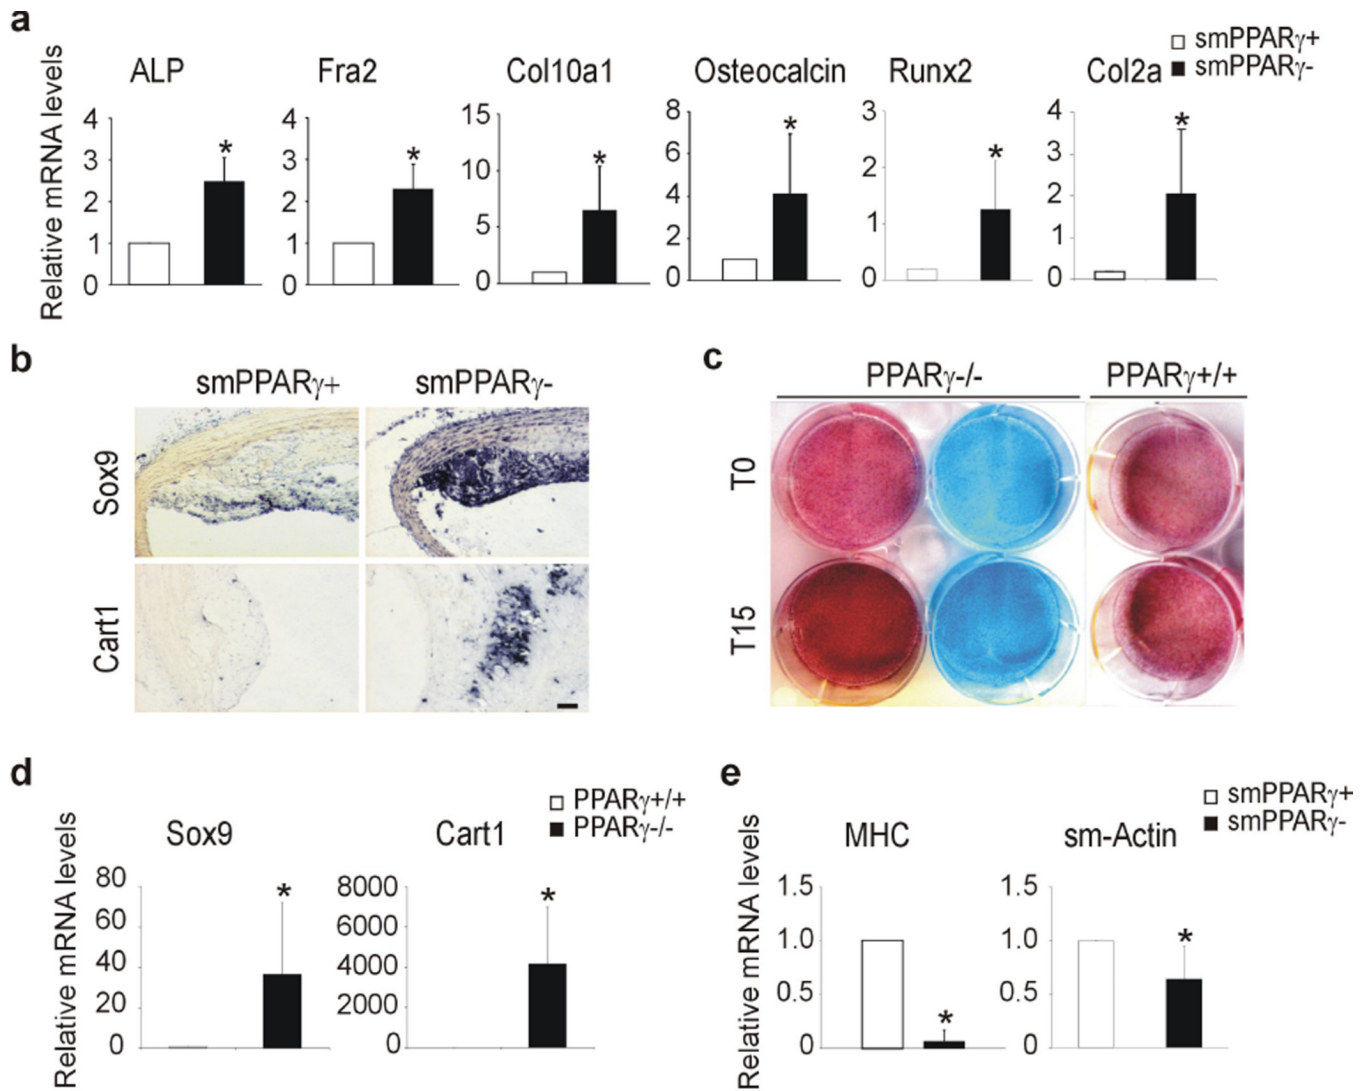 a
smPPARγ+
smPPARγ-
Relative mRNA levels
ALP
4
3
2
1
0
*
Fra2
4
3
2
1
0
*
Col10a1
15
10
5
0
*
Osteocalcin
8
6
4
2
0
*
Runx2
3
2
1
0
*
Col2a
4
3
2
1
0
*
b
smPPARγ+
smPPARγ-
Sox9
Cart1
c
PPARγ-/-
PPARγ+/+
T0
T15
d
PPARγ+/+
PPARγ-/-
Relative mRNA levels
Sox9
80
60
40
20
0
*
Cart1
8000
6000
4000
2000
0
*
e
smPPARγ+
smPPARγ-
Relative mRNA levels
MHC
1.5
1.0
0.5
0
*
sm-Actin
1.5
1.0
0.5
0
*